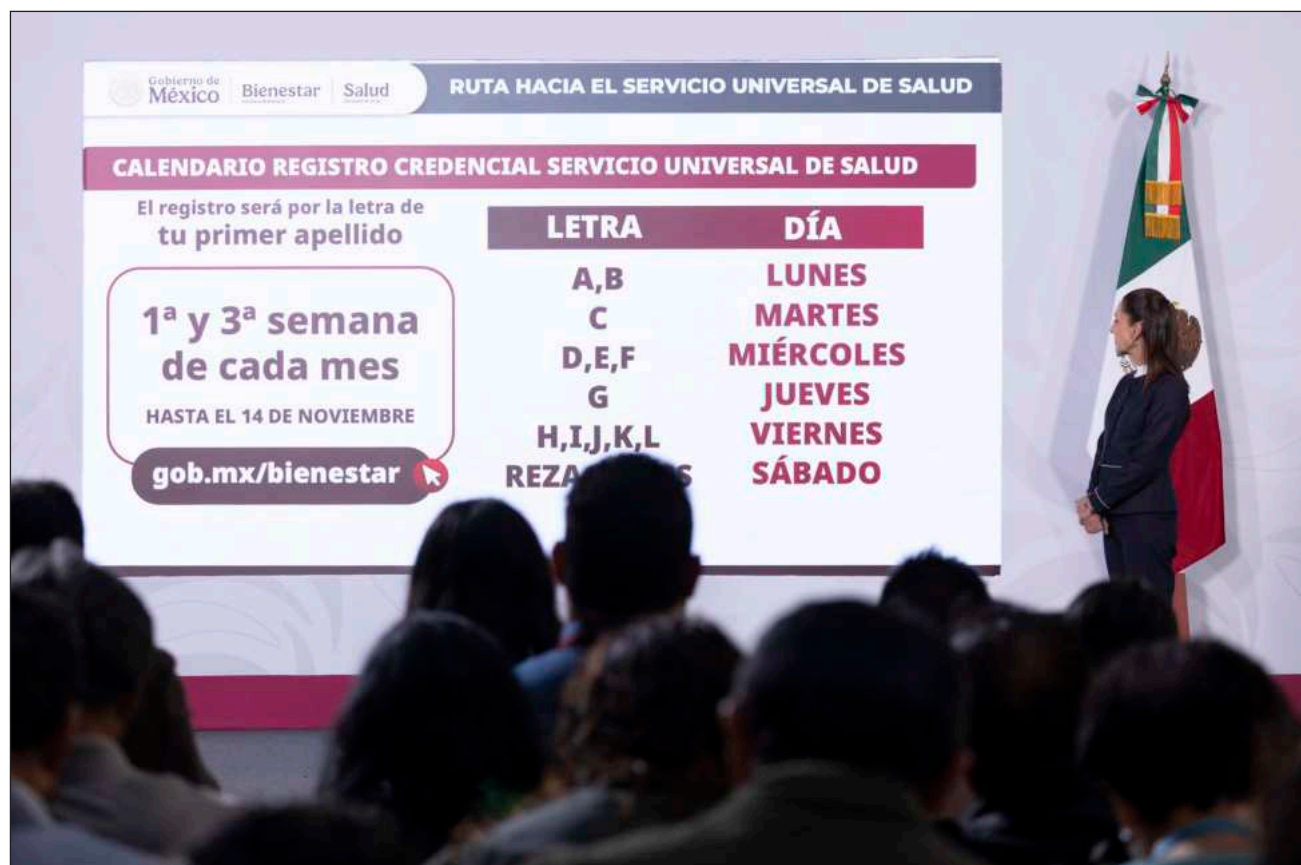 Gobierno de
México
Bienestar
Salud
RUTA HACIA EL SERVICIO UNIVERSAL DE SALUD
CALENDARIO REGISTRO CREDENCIAL SERVICIO UNIVERSAL DE SALUD
El registro será por la letra de
tu primer apellido
1ª y 3ª semana
de cada mes
HASTA EL 14 DE NOVIEMBRE
gob.mx/bienestar
LETRA DÍA
A,B LUNES
C MARTES
D,E,F MIÉRCOLES
G JUEVES
H,I,J,K,L VIERNES
SÁBADO